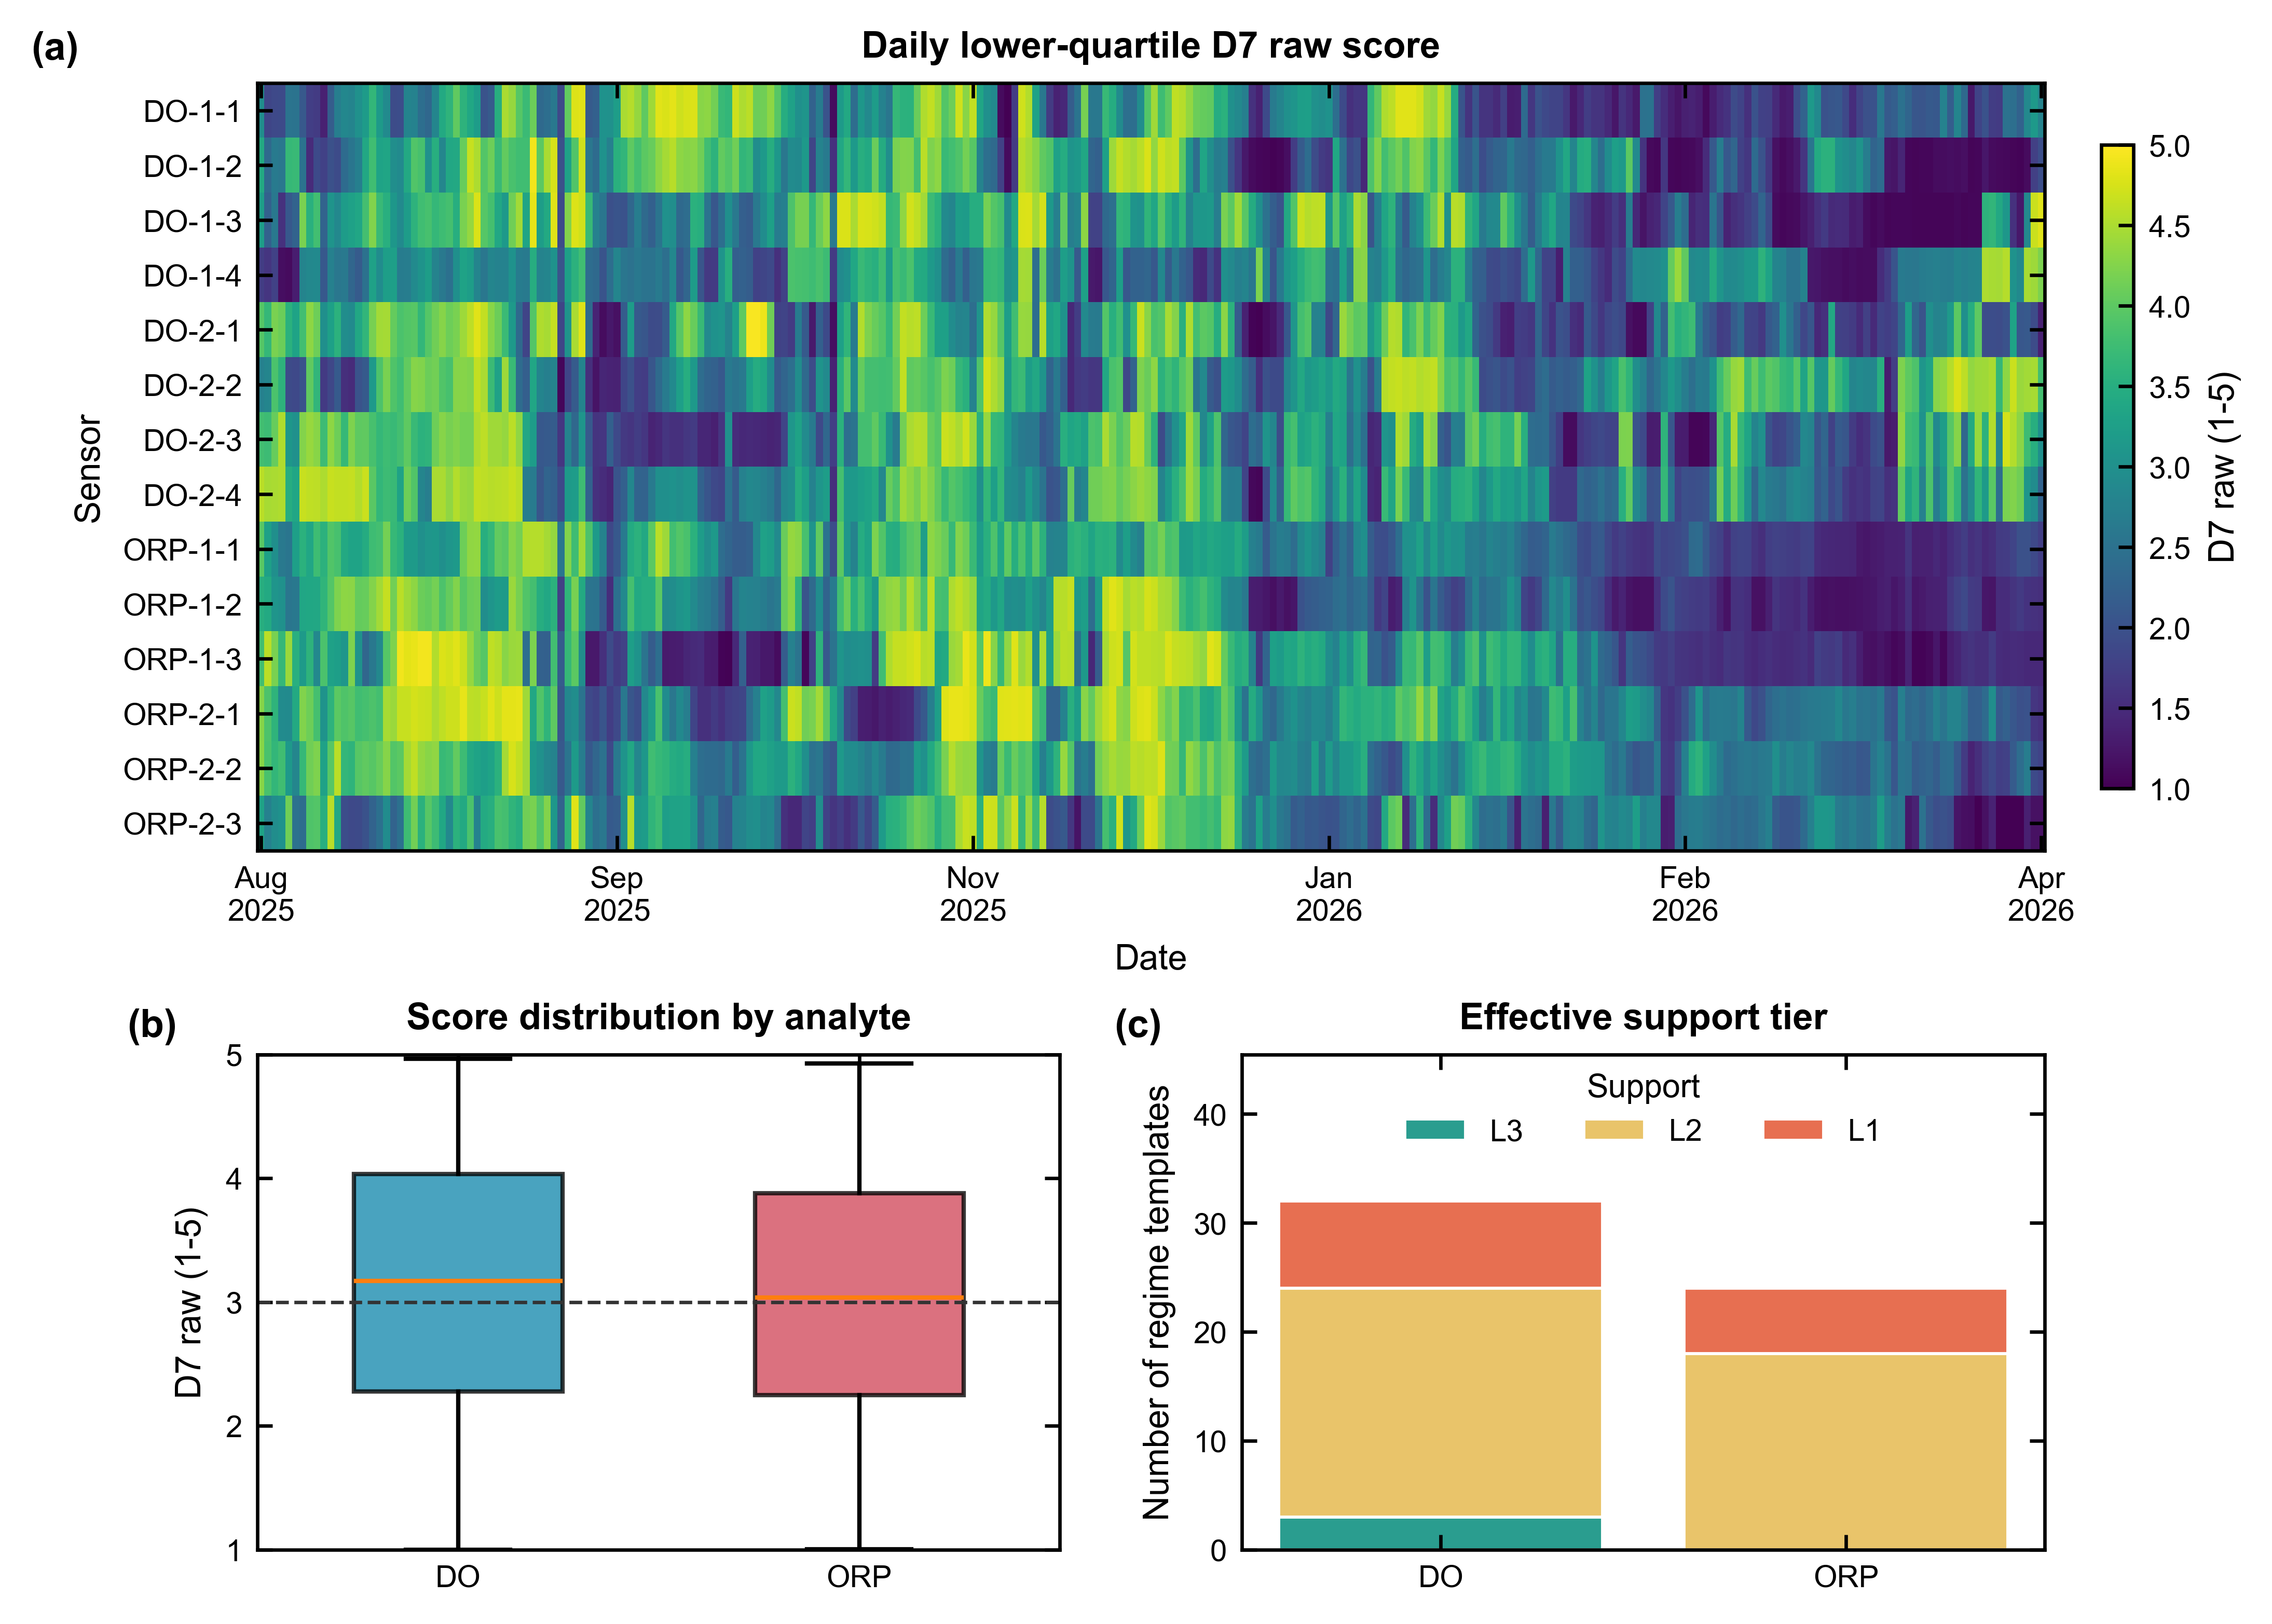 (a)
Daily lower-quartile D7 raw score
Sensor
DO-1-1
DO-1-2
DO-1-3
DO-1-4
DO-2-1
DO-2-2
DO-2-3
DO-2-4
ORP-1-1
ORP-1-2
ORP-1-3
ORP-2-1
ORP-2-2
ORP-2-3
Aug
2025
Sep
2025
Nov
2025
Jan
2026
Feb
2026
Apr
2026
Date
5.0
4.5
4.0
3.5
3.0
2.5
2.0
1.5
1.0
D7 raw (1-5)
(b)
Score distribution by analyte
D7 raw (1-5)
5
4
3
2
1
DO
ORP
(c)
Effective support tier
Number of regime templates
40
30
20
10
0
Support
L3
L2
L1
DO
ORP